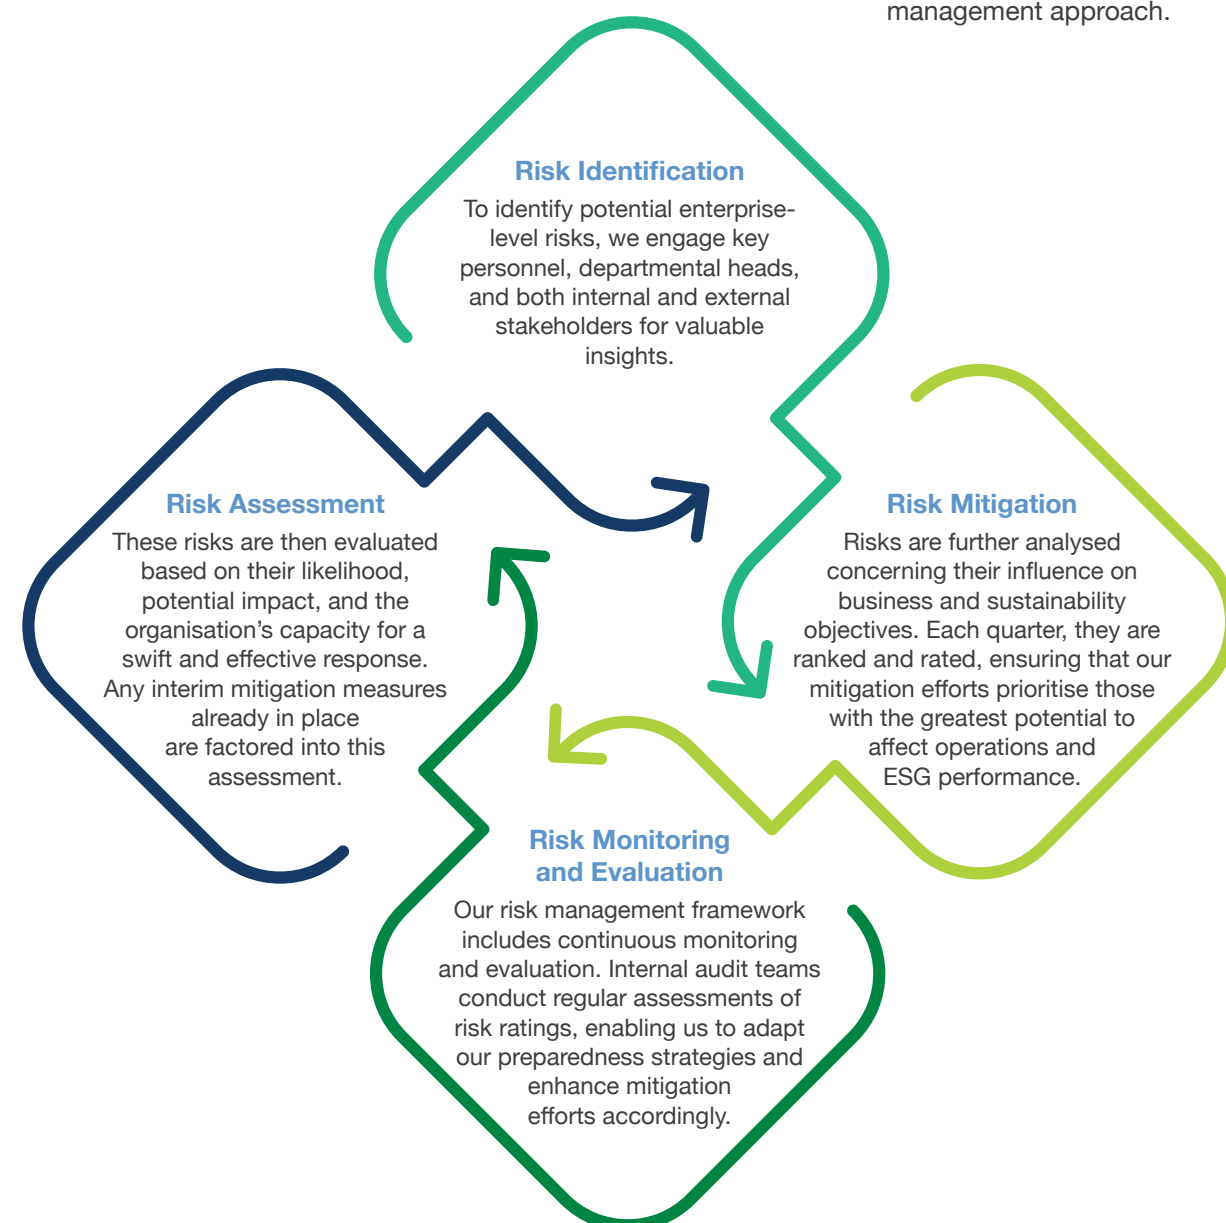 management approach.
Risk Identification
To identify potential enterprise-
level risks, we engage key
personnel, departmental heads,
and both internal and external
stakeholders for valuable
insights.
Risk Assessment
These risks are then evaluated
based on their likelihood,
potential impact, and the
organisation’s capacity for a
swift and effective response.
Any interim mitigation measures
already in place
are factored into this
assessment.
Risk Mitigation
Risks are further analysed
concerning their influence on
business and sustainability
objectives. Each quarter, they are
ranked and rated, ensuring that our
mitigation efforts prioritise those
with the greatest potential to
affect operations and
ESG performance.
Risk Monitoring
and Evaluation
Our risk management framework
includes continuous monitoring
and evaluation. Internal audit teams
conduct regular assessments of
risk ratings, enabling us to adapt
our preparedness strategies and
enhance mitigation
efforts accordingly.